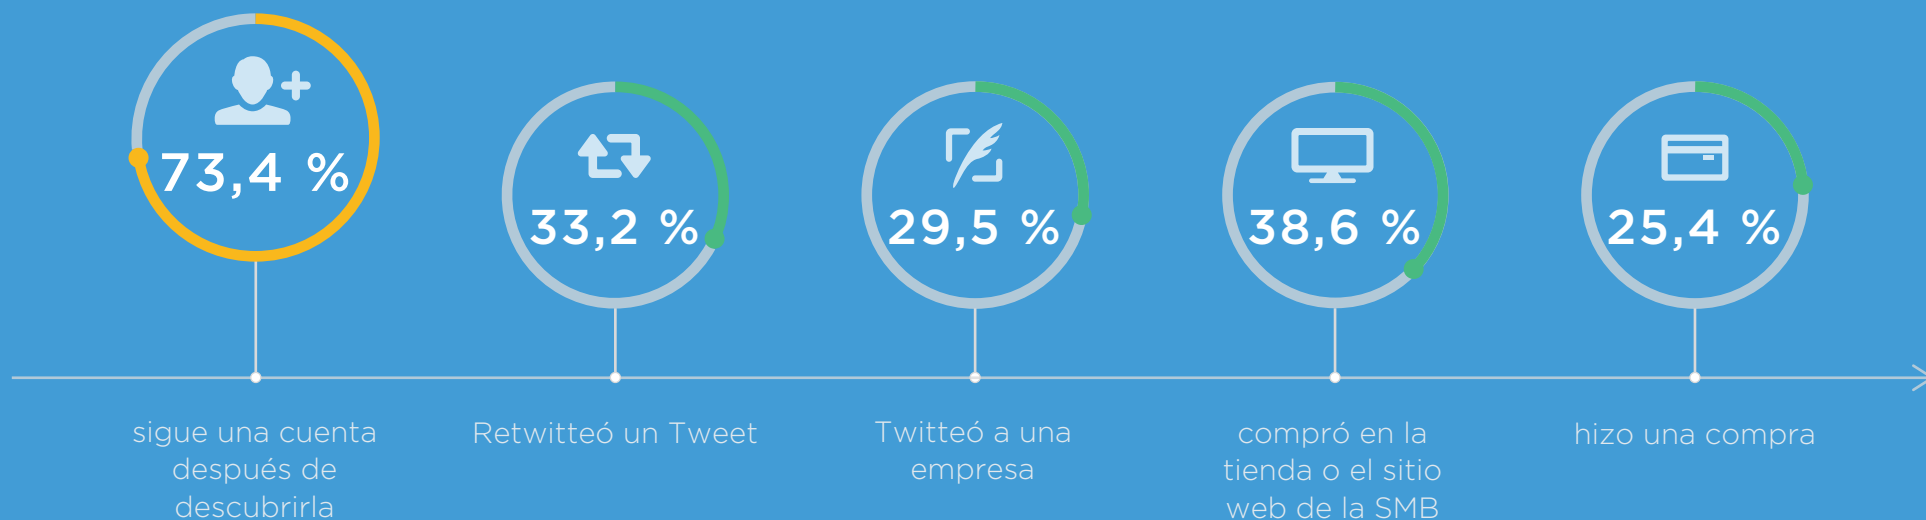 73,4 %
33,2 %
29,5 %
38,6 %
25,4 %
sigue una cuenta
después de
descubrirla
Retwitteó un Tweet
Twitteó a una
empresa
compró en la
tienda o el sitio
web de la SMB
hizo una compra